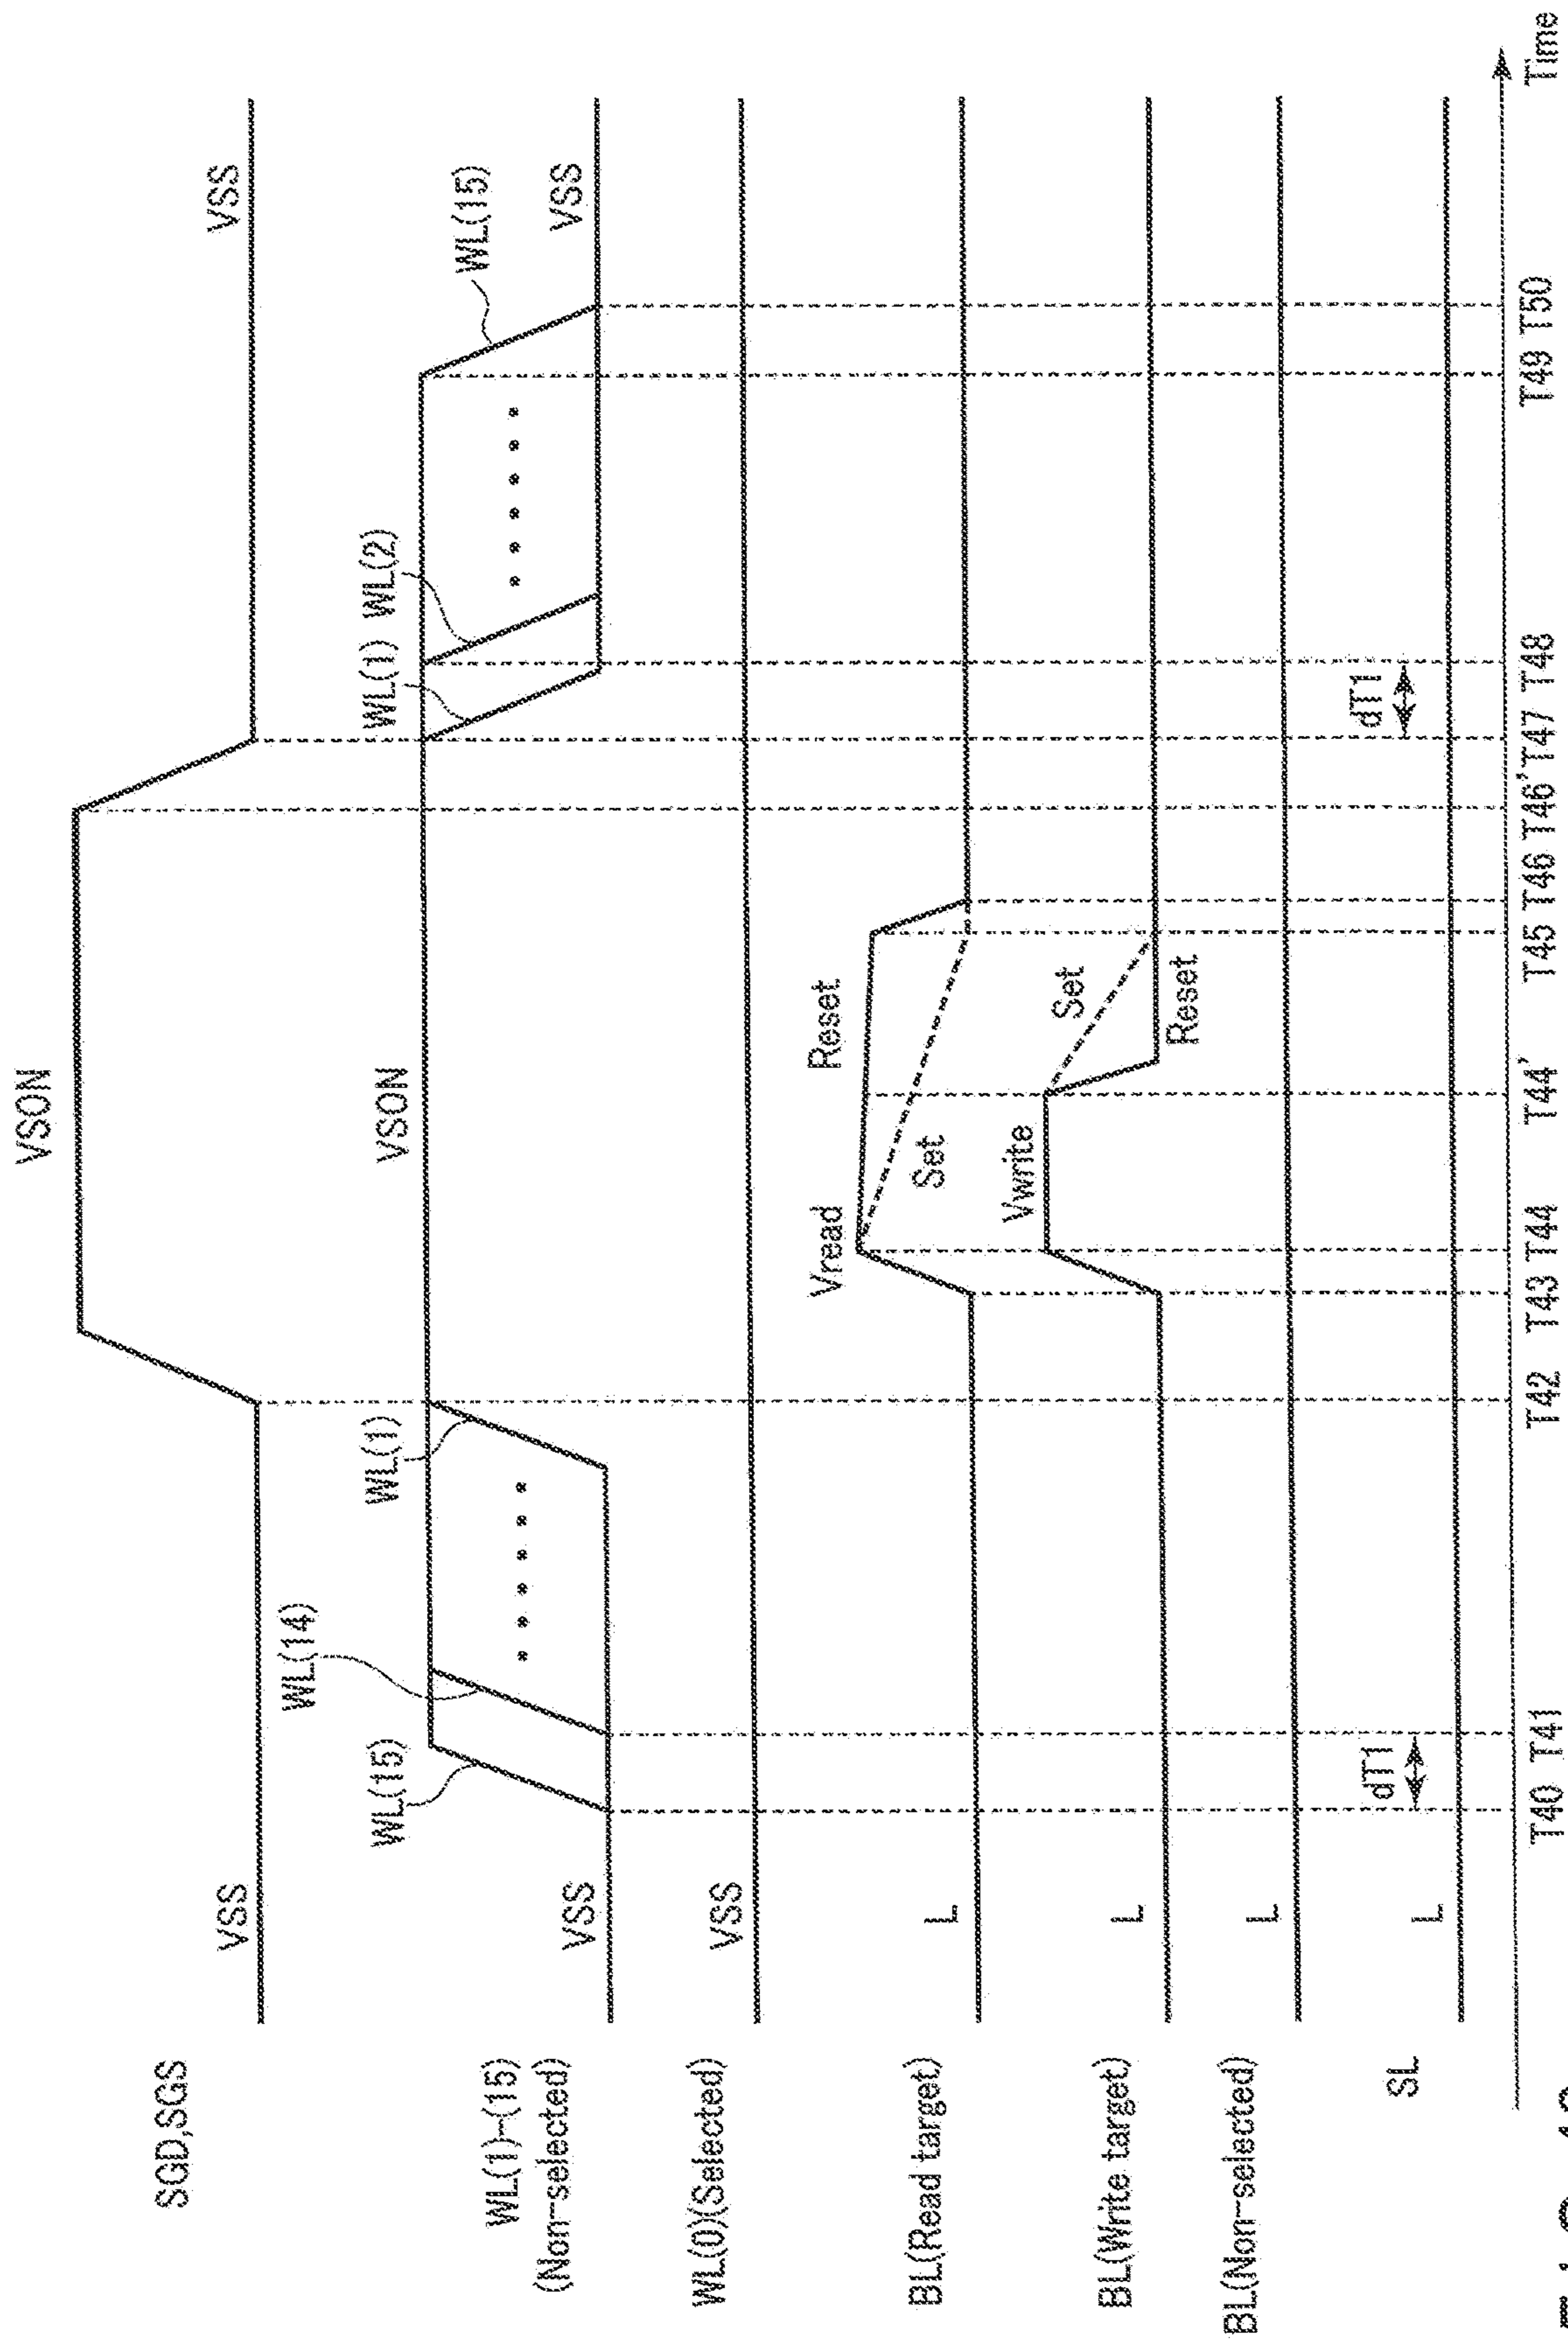 VSON
SGD,SGS
VSS
VSS
VSON
WL(15)
WL(14)
WL(1)
WL(1)
WL(2)
WL(15)
WL(1)-(15)
(Non-selected)
VSS
VSS
WL(0)(Selected)
VSS
Vread
Reset
Set
BL(Read target)
L
Vwrite
Set
Reset
BL(Write target)
L
BL(Non-selected)
L
dT1
dT1
SL
L
T40
T41
T42
T43
T44
T44'
T45
T46
T46'
T47
T48
T49
T50
Time